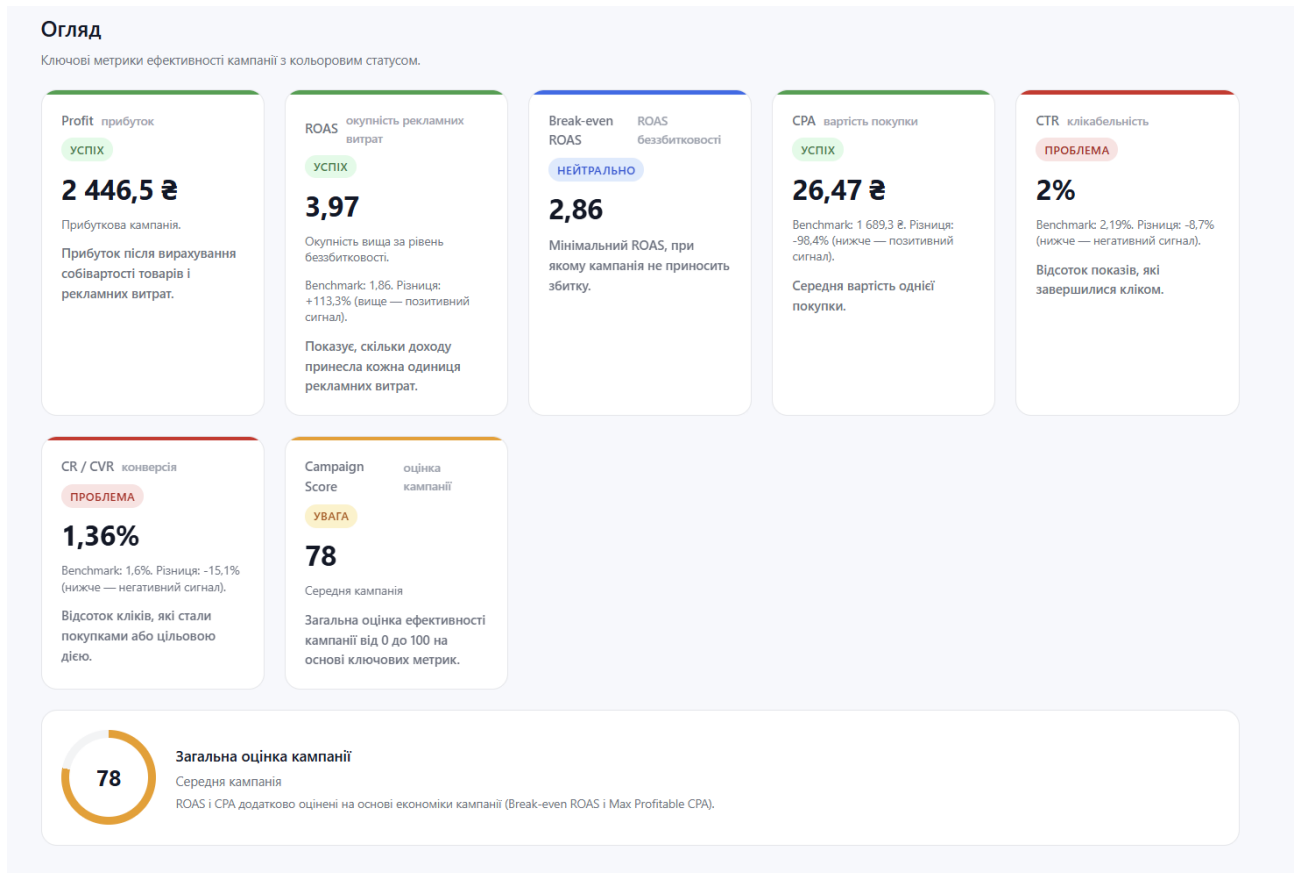 Огляд
Ключові метрики ефективності кампанії з кольоровим статусом.
Profit прибуток
УСПІХ
2 446,5 ₴
Прибуткова кампанія.
Прибуток після вирахування
собівартості товарів і
рекламних витрат.
ROAS окупність рекламних
витрат
УСПІХ
3,97
Окупність вища за рівень
беззбитковості.
Benchmark: 1,86. Різниця:
+113,3% (вище — позитивний
сигнал).
Показує, скільки доходу
принесла кожна одиниця
рекламних витрат.
Break-even ROAS
ROAS беззбитковості
НЕЙТРАЛЬНО
2,86
Мінімальний ROAS, при
якому кампанія не приносить
збитку.
CPA вартість покупки
УСПІХ
26,47 ₴
Benchmark: 1 689,3 ₴. Різниця:
-98,4% (нижче — позитивний
сигнал).
Середня вартість однієї
покупки.
CTR клікабельність
ПРОБЛЕМА
2%
Benchmark: 2,19%. Різниця: -8,7%
(нижче — негативний сигнал).
Відсоток показів, які
завершилися кліком.
CR / CVR конверсія
ПРОБЛЕМА
1,36%
Benchmark: 1,6%. Різниця: -15,1%
(нижче — негативний сигнал).
Відсоток кліків, які стали
покупками або цільовою
дією.
Campaign оцінка
Score кампанії
УВАГА
78
Середня кампанія
Загальна оцінка ефективності
кампанії від 0 до 100 на
основі ключових метрик.
78
Загальна оцінка кампанії
Середня кампанія
ROAS і CPA додатково оцінені на основі економіки кампанії (Break-even ROAS і Max Profitable CPA).